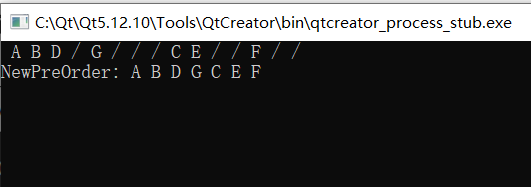 C:\Qt\Qt5.12.10\Tools\QtCreator\bin\qtcreator_process_stub.exe
A B D / G / / / C E / / F / /
NewPreOrder: A B D G C E F